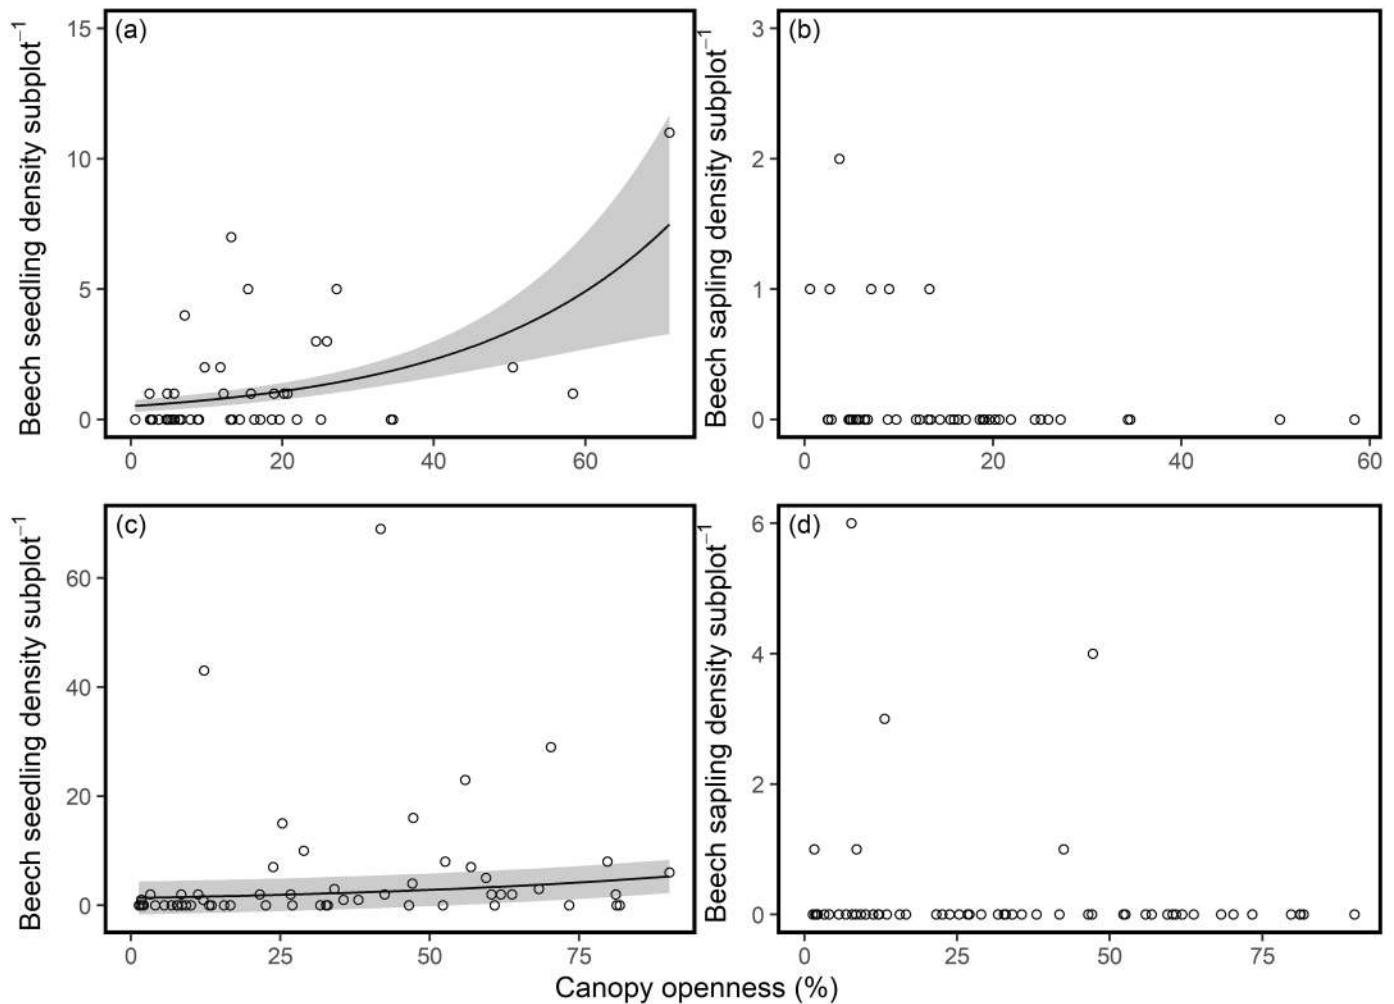 (a)
Beech seedling density subplot⁻¹
15
10
5
0
0 20 40 60
(b)
Beech sapling density subplot⁻¹
3
2
1
0
0 20 40 60
(c)
Beech seedling density subplot⁻¹
60
40
20
0
0 25 50 75
(d)
Beech sapling density subplot⁻¹
6
4
2
0
0 25 50 75
Canopy openness (%)